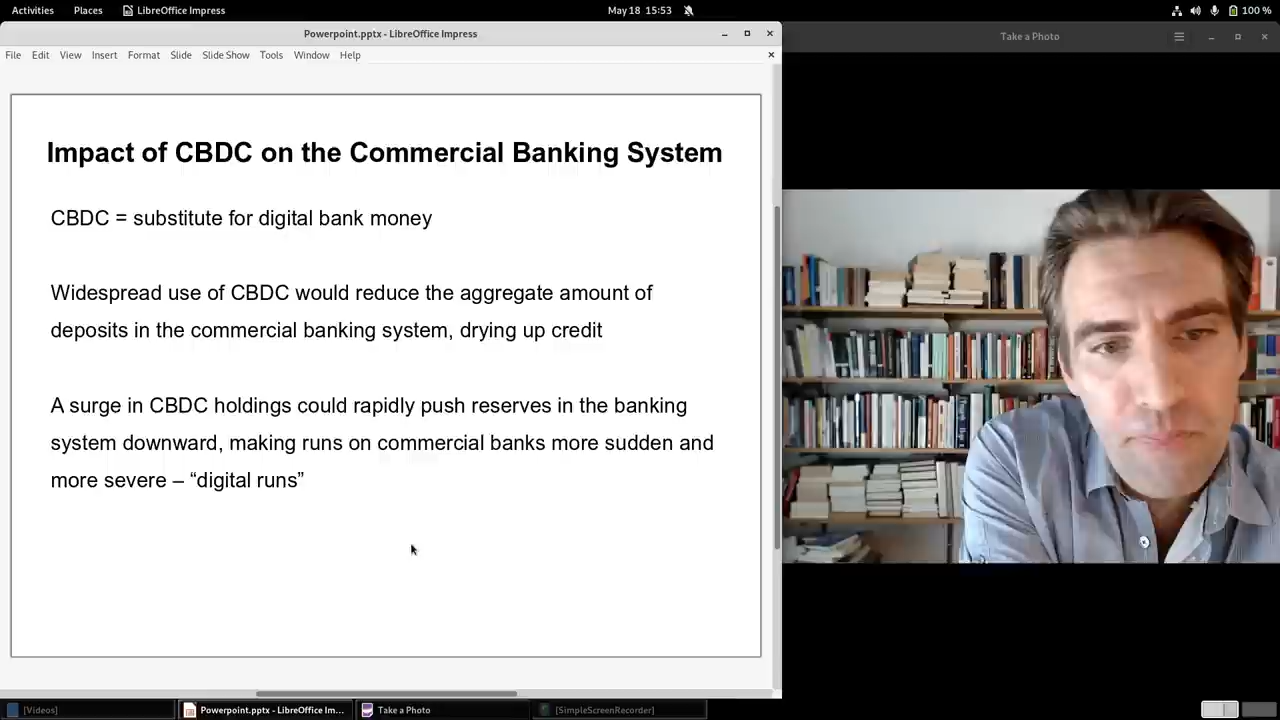 Activities Places LibreOffice Impress May 18 15:53 100 %
Powerpoint.pptx - LibreOffice Impress
Take a Photo
File Edit View Insert Format Slide Slide Show Tools Window Help
Impact of CBDC on the Commercial Banking System
CBDC = substitute for digital bank money
Widespread use of CBDC would reduce the aggregate amount of
deposits in the commercial banking system, drying up credit
A surge in CBDC holdings could rapidly push reserves in the banking
system downward, making runs on commercial banks more sudden and
more severe – “digital runs”
[Videos] Powerpoint.pptx - LibreOffice Im... Take a Photo [SimpleScreenRecorder]